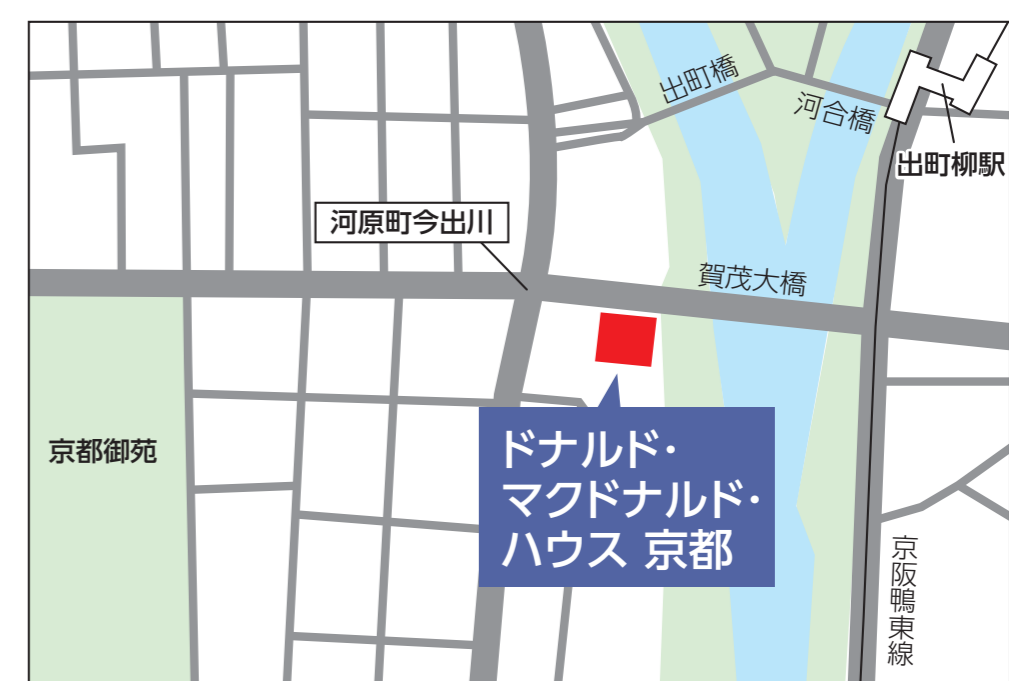 出町橋
河合橋
出町柳駅
河原町今出川
賀茂大橋
京都御苑
ドナルド・
マクドナルド・
ハウス 京都
京阪鴨東線